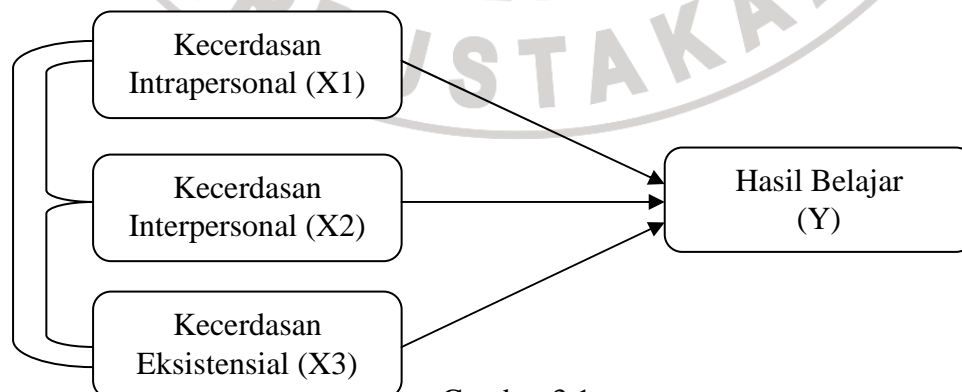 Kecerdasan
Intrapersonal (X1)
Kecerdasan
Interpersonal (X2)
Kecerdasan
Eksistensial (X3)
Hasil Belajar
(Y)